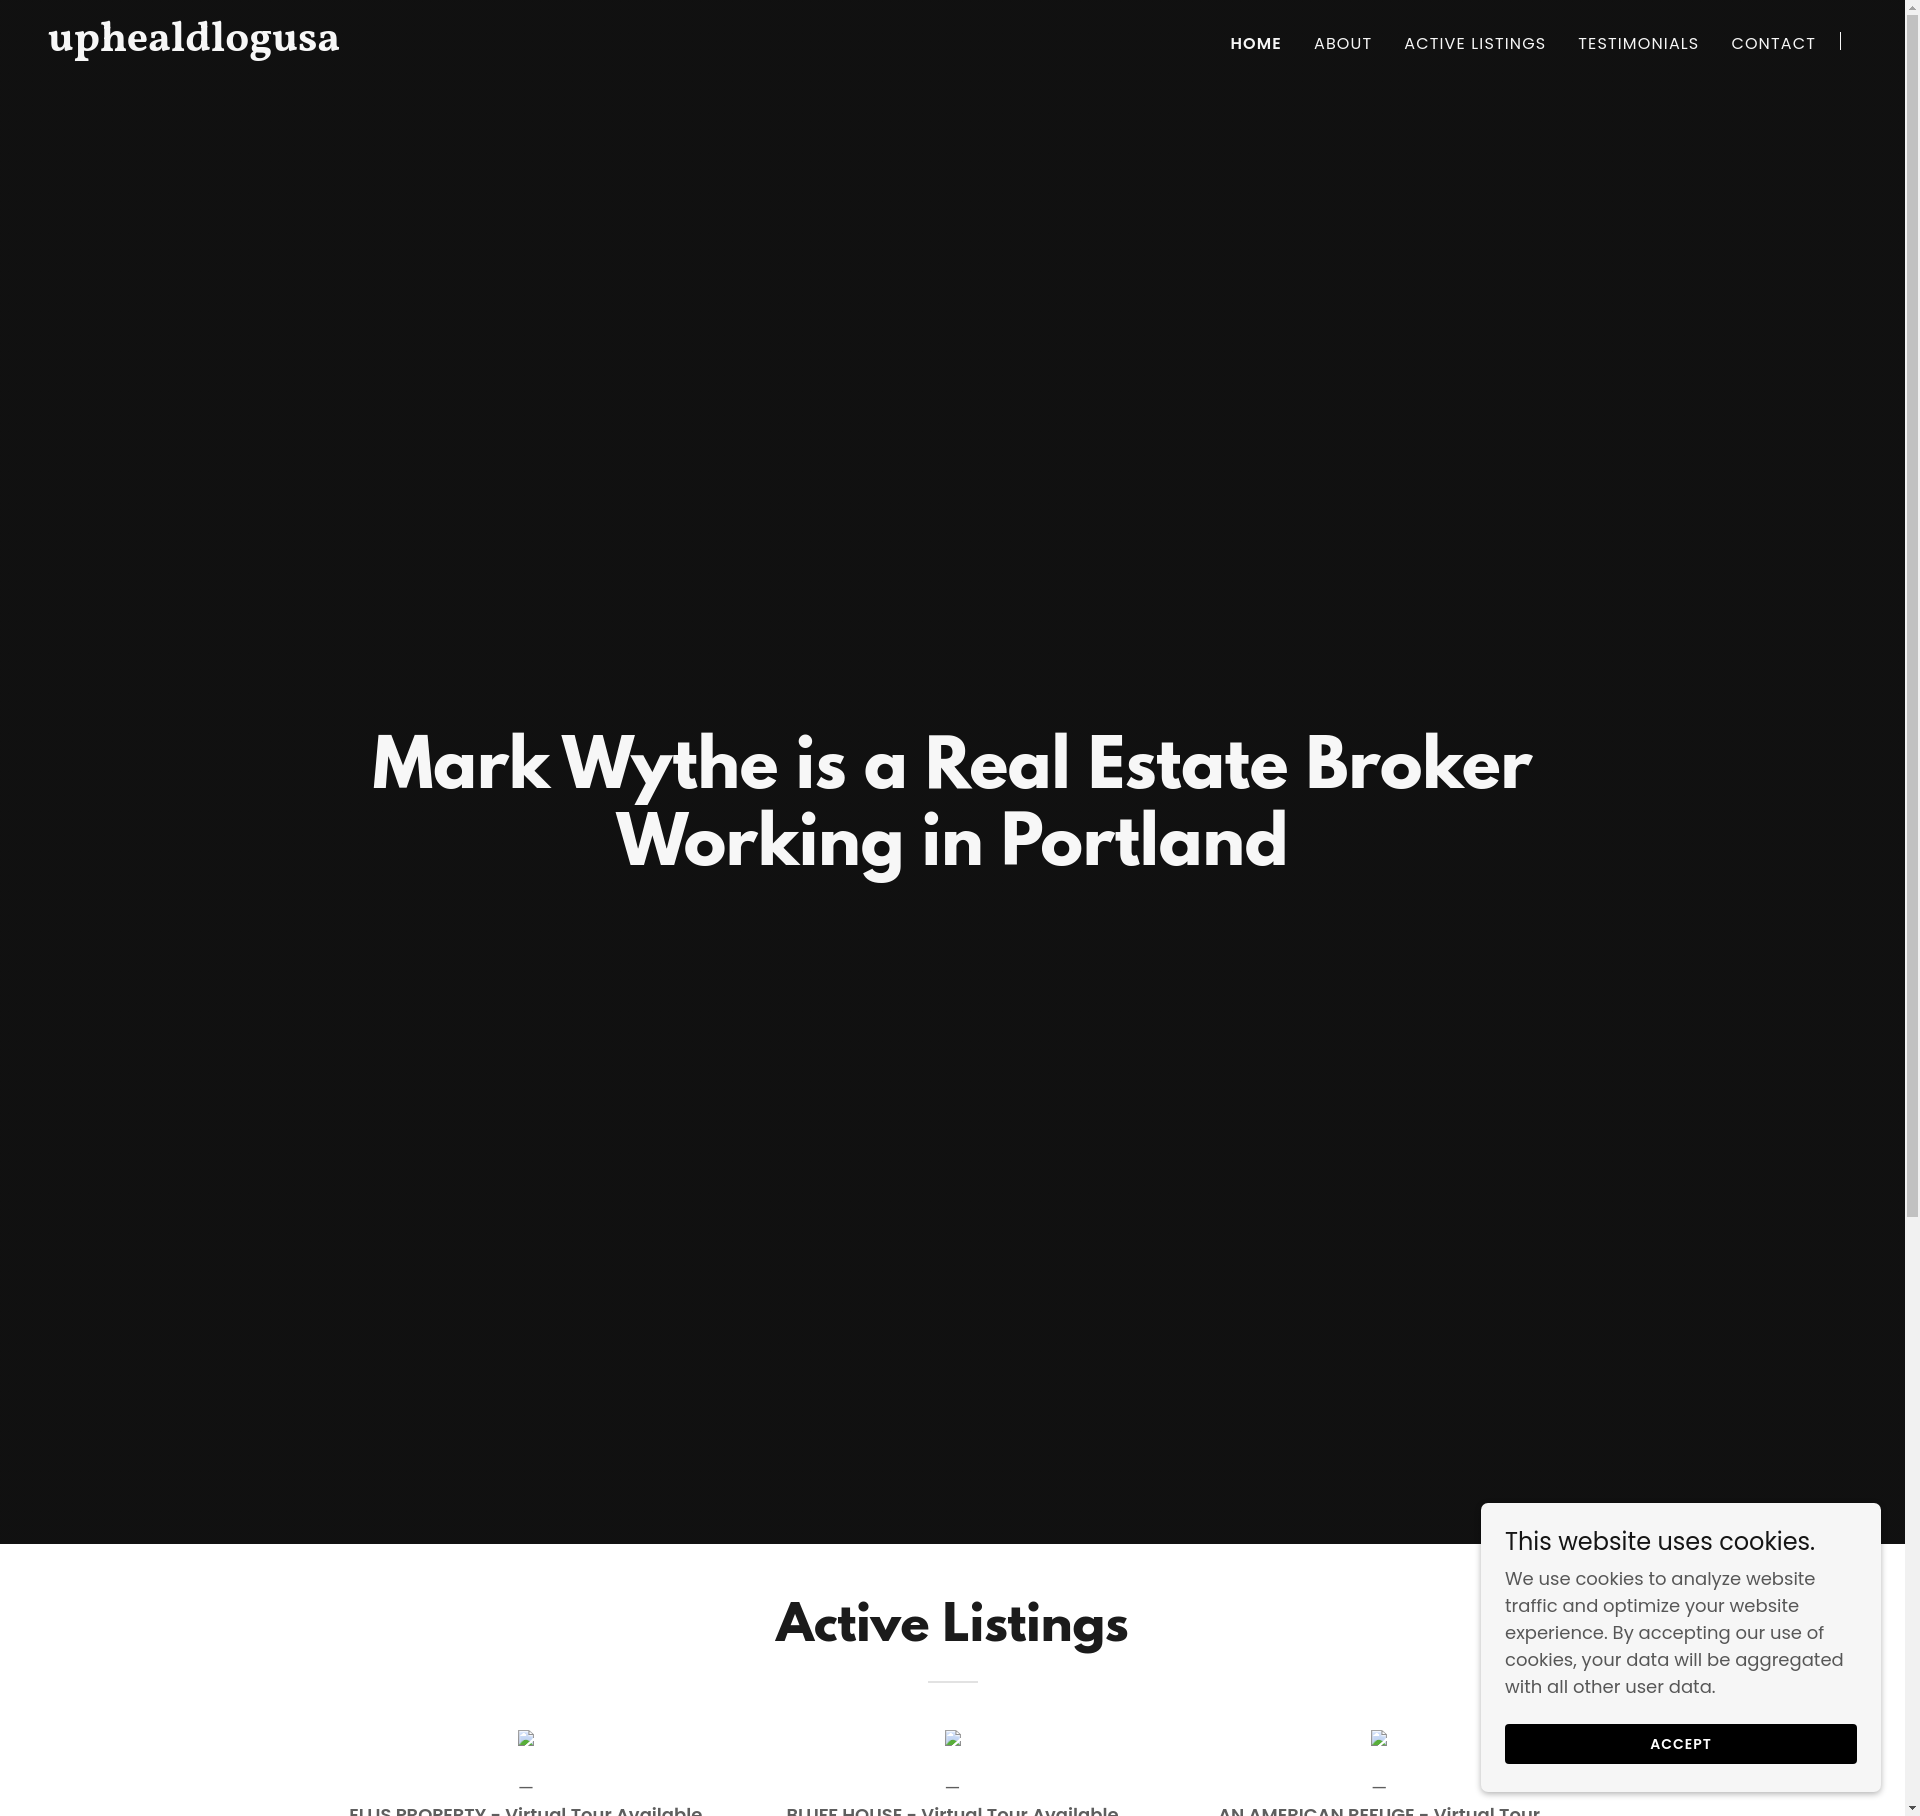 uphealdlogusa
HOME ABOUT ACTIVE LISTINGS TESTIMONIALS CONTACT
Mark Wythe is a Real Estate Broker
Working in Portland
Active Listings
— — —
ELLIS PROPERTY - Virtual Tour Available BLUFF HOUSE - Virtual Tour Available AN AMERICAN REFUGE - Virtual Tour
This website uses cookies.
We use cookies to analyze website
traffic and optimize your website
experience. By accepting our use of
cookies, your data will be aggregated
with all other user data.
ACCEPT